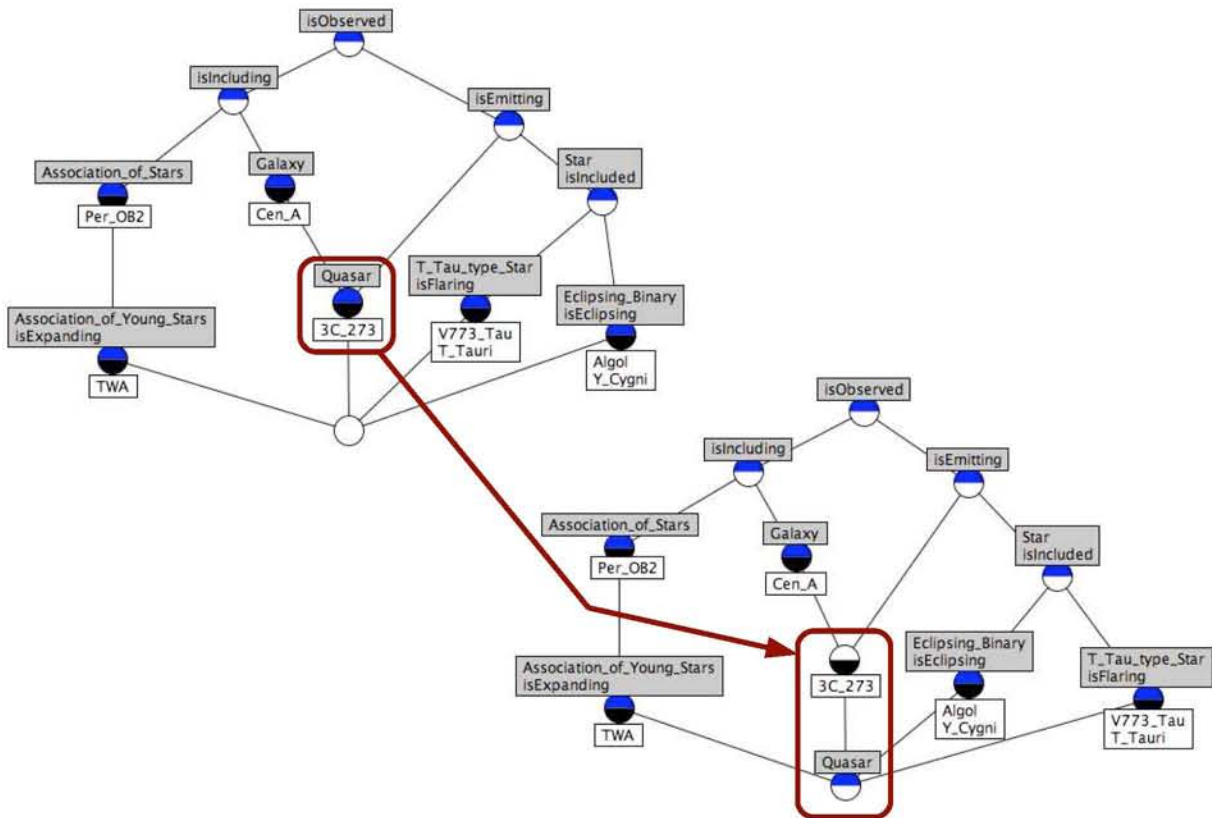 isObserved
isIncluding
isEmitting
Association_of_Stars
Galaxy
Star
isIncluded
Per_OB2
Cen_A
Quasar
3C_273
T_Tau_type_Star
isFlaring
V773_Tau
T_Tauri
Eclipsing_Binary
isEclipsing
Algol
Y_Cygni
Association_of_Young_Stars
isExpanding
TWA
isObserved
isIncluding
isEmitting
Association_of_Stars
Galaxy
Star
isIncluded
Per_OB2
Cen_A
Association_of_Young_Stars
isExpanding
TWA
3C_273
Eclipsing_Binary
isEclipsing
Algol
Y_Cygni
T_Tau_type_Star
isFlaring
V773_Tau
T_Tauri
Quasar